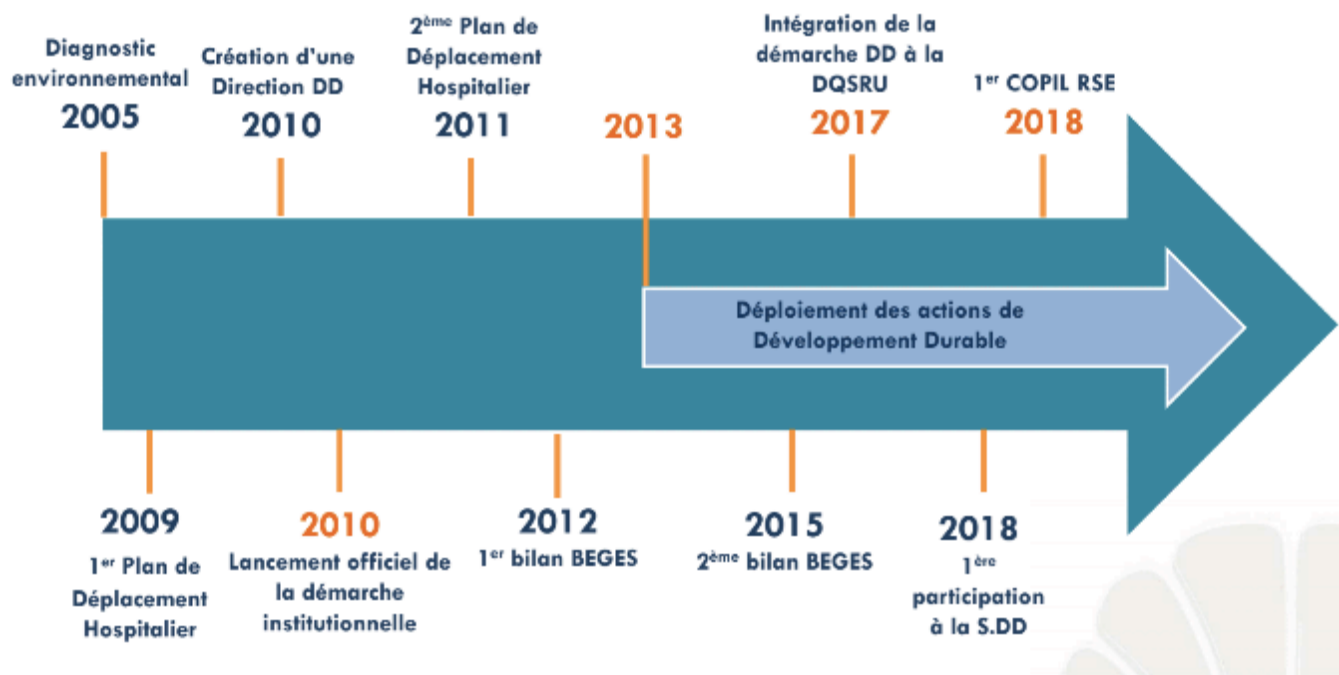 Diagnostic
environnemental
2005
Création d'une
Direction DD
2010
2ème Plan de
Déplacement
Hospitalier
2011
2013
Intégration de la
démarche DD à la
DQSRU
2017
1er COPIL RSE
2018
Déploiement des actions de
Développement Durable
2009
1er Plan de
Déplacement
Hospitalier
2010
Lancement officiel de
la démarche
institutionnelle
2012
1er bilan BEGES
2015
2ème bilan BEGES
2018
1ère
participation
à la S.DD